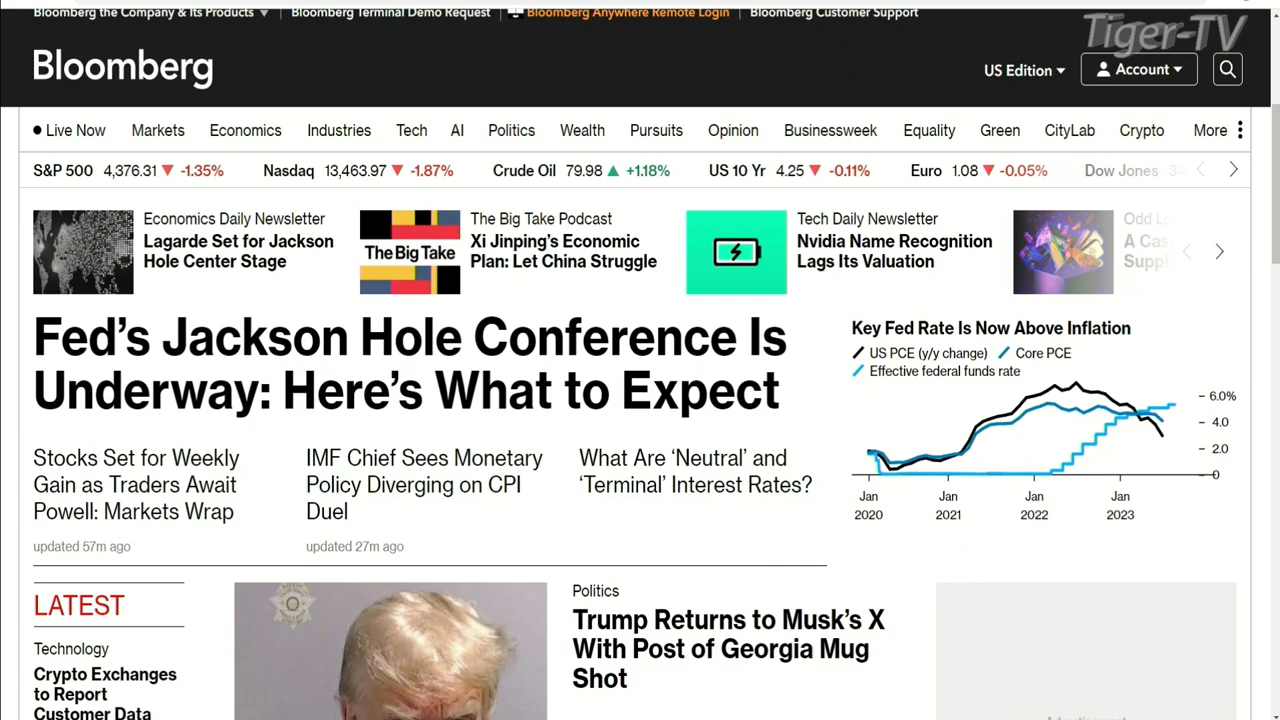 Bloomberg the Company & Its Products
Bloomberg Terminal Demo Request
Bloomberg Anywhere Remote Login
Bloomberg Customer Support
Tiger-TV
Bloomberg
US Edition
Account
Live Now
Markets
Economics
Industries
Tech
AI
Politics
Wealth
Pursuits
Opinion
Businessweek
Equality
Green
CityLab
Crypto
More
S&P 500 4,376.31 ▼ -1.35%
Nasdaq 13,463.97 ▼ -1.87%
Crude Oil 79.98 ▲ +1.18%
US 10 Yr 4.25 ▼ -0.11%
Euro 1.08 ▼ -0.05%
Dow Jones
Economics Daily Newsletter
Lagarde Set for Jackson
Hole Center Stage
The Big Take
The Big Take Podcast
Xi Jinping's Economic
Plan: Let China Struggle
Tech Daily Newsletter
Nvidia Name Recognition
Lags Its Valuation
Odd
A
Fed's Jackson Hole Conference Is
Underway: Here's What to Expect
Stocks Set for Weekly
Gain as Traders Await
Powell: Markets Wrap
updated 57m ago
IMF Chief Sees Monetary
Policy Diverging on CPI
Duel
updated 27m ago
What Are 'Neutral' and
'Terminal' Interest Rates?
Key Fed Rate Is Now Above Inflation
US PCE (y/y change) Core PCE
Effective federal funds rate
6.0%
4.0
2.0
0
Jan Jan Jan Jan
2020 2021 2022 2023
LATEST
Technology
Crypto Exchanges
to Report
Customer Data
Politics
Trump Returns to Musk's X
With Post of Georgia Mug
Shot